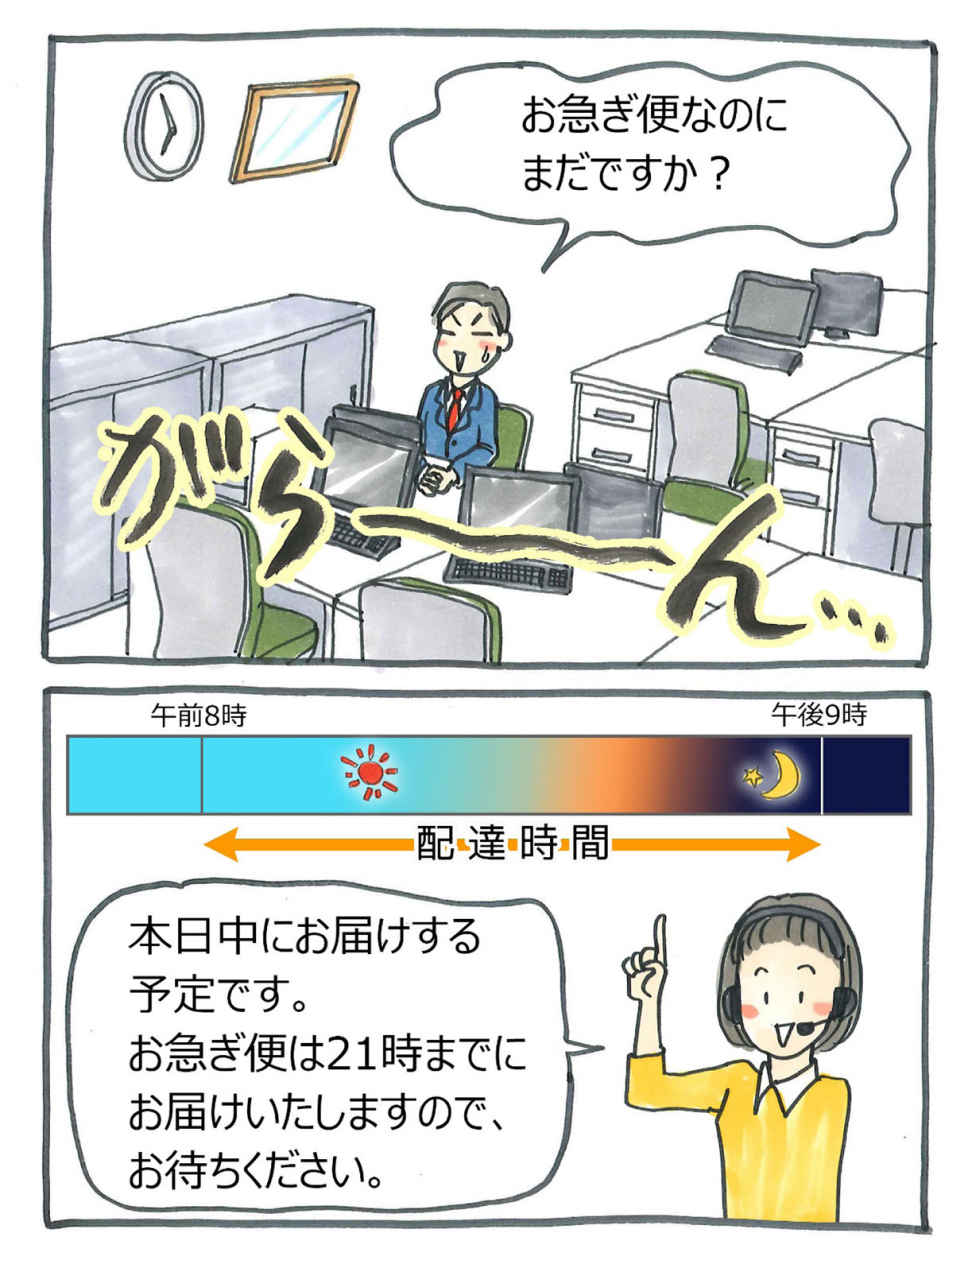 お急ぎ便なのに
まだですか？
がら～ん…
午前8時
午後9時
配達時間
本日中にお届けする
予定です。
お急ぎ便は21時までに
お届けいたしますので、
お待ちください。